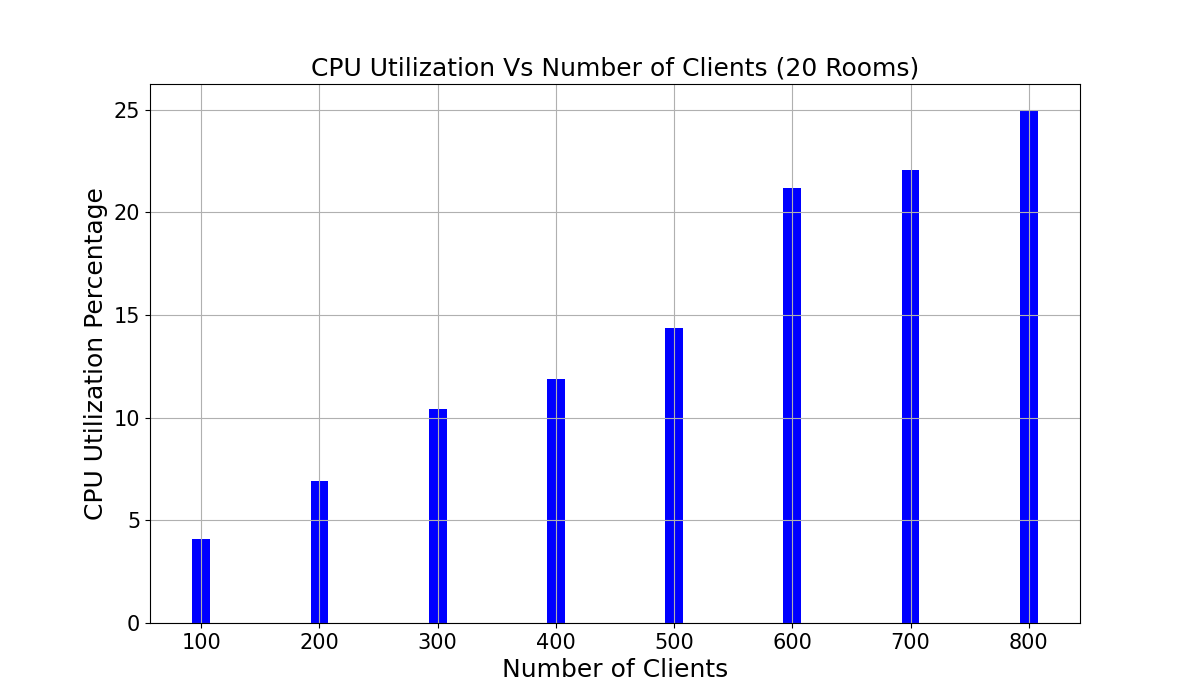 CPU Utilization Vs Number of Clients (20 Rooms)
CPU Utilization Percentage
25
20
15
10
5
0
100 200 300 400 500 600 700 800
Number of Clients